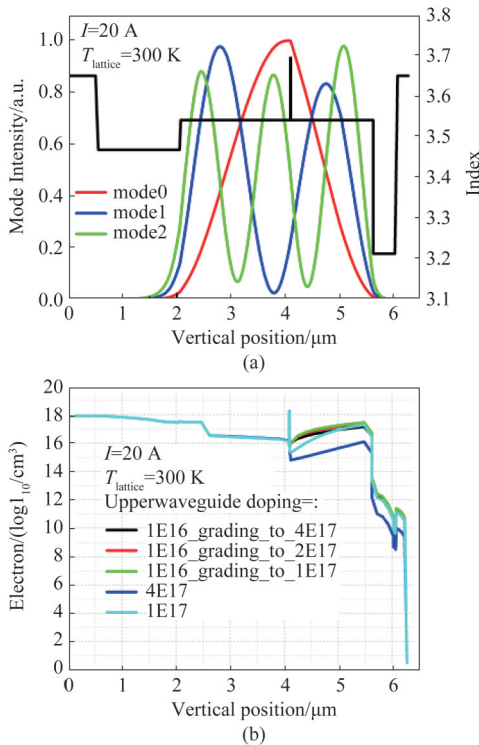 I=20 A
T_lattice=300 K
mode0
mode1
mode2
Mode Intensity/a.u.
1.0
0.8
0.6
0.4
0.2
0.0
3.8
3.7
3.6
3.5
3.4
3.3
3.2
3.1
Index
0 1 2 3 4 5 6
Vertical position/μm
(a)
20
18
16
14
12
10
8
6
4
2
0
Electron/(log1_10/cm³)
I=20 A
T_lattice=300 K
Upperwaveguide doping=:
1E16_grading_to_4E17
1E16_grading_to_2E17
1E16_grading_to_1E17
4E17
1E17
0 1 2 3 4 5 6
Vertical position/μm
(b)